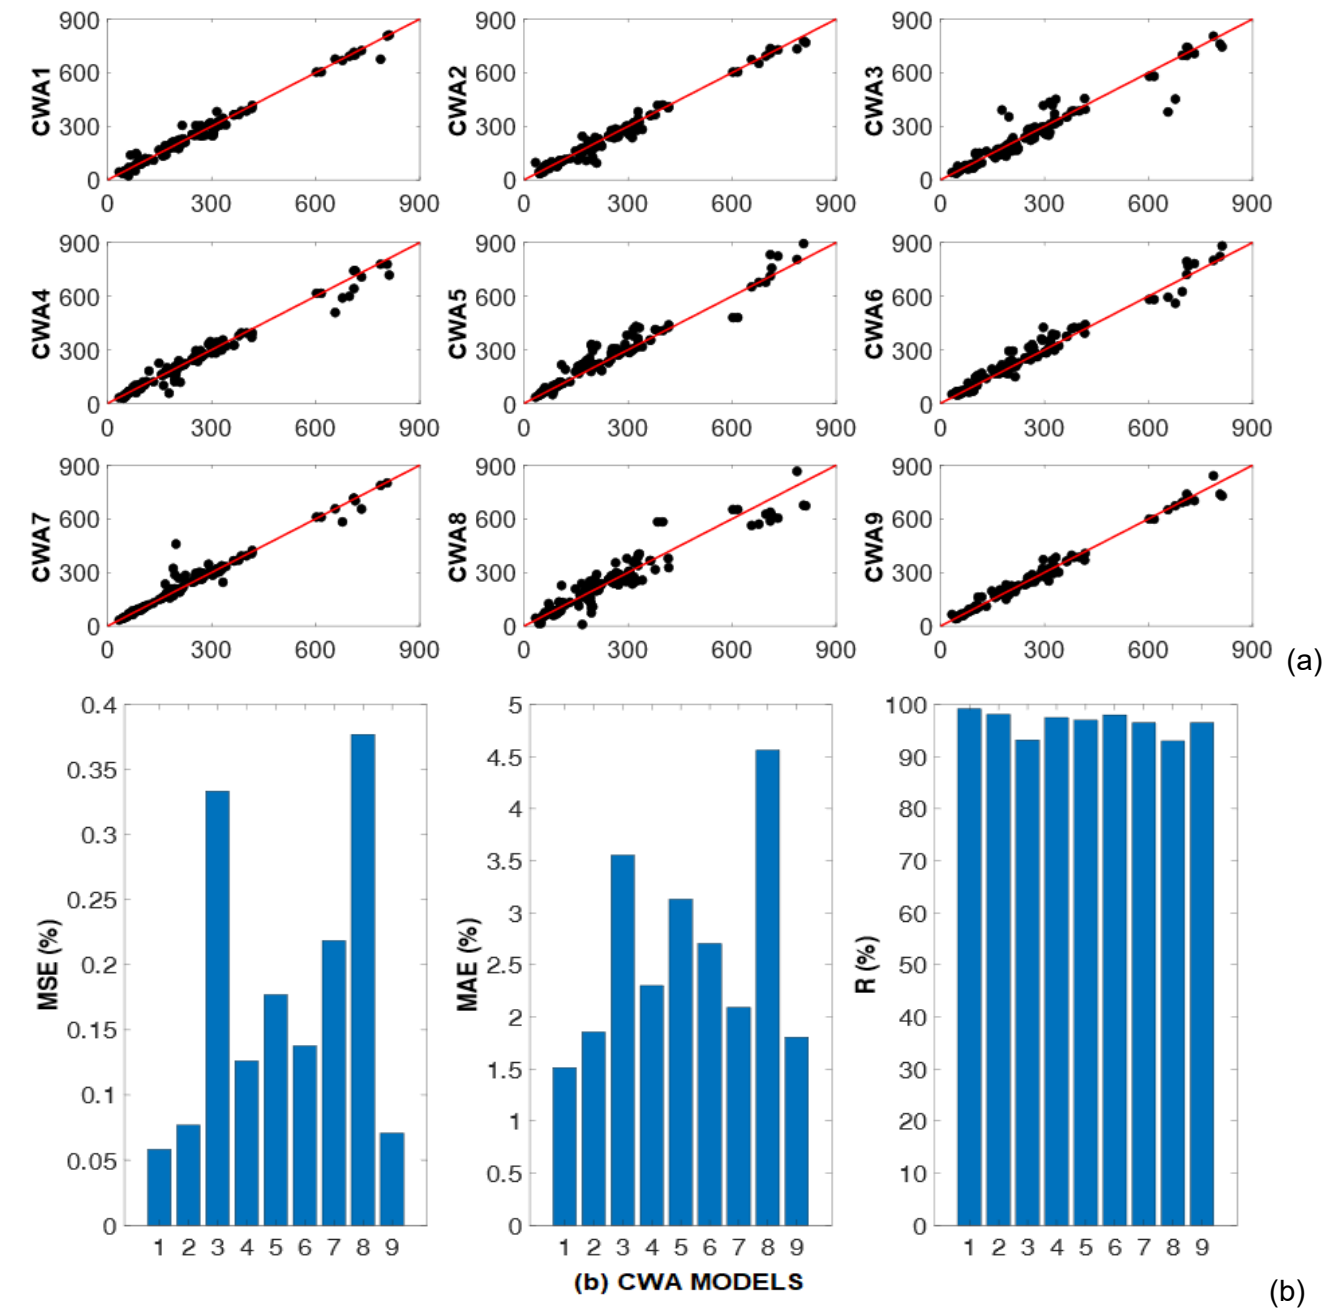 900 900 900
600 600 600
300 300 300
0 0 0
CWA1 CWA2 CWA3
0 300 600 900 0 300 600 900 0 300 600 900
900 900 900
600 600 600
300 300 300
0 0 0
CWA4 CWA5 CWA6
0 300 600 900 0 300 600 900 0 300 600 900
900 900 900
600 600 600
300 300 300
0 0 0
CWA7 CWA8 CWA9
0 300 600 900 0 300 600 900 0 300 600 900
(a)
MSE (%)
0.4
0.35
0.3
0.25
0.2
0.15
0.1
0.05
0
1 2 3 4 5 6 7 8 9
MAE (%)
5
4.5
4
3.5
3
2.5
2
1.5
1
0.5
0
1 2 3 4 5 6 7 8 9
R (%)
100
90
80
70
60
50
40
30
20
10
0
1 2 3 4 5 6 7 8 9
(b) CWA MODELS
(b)